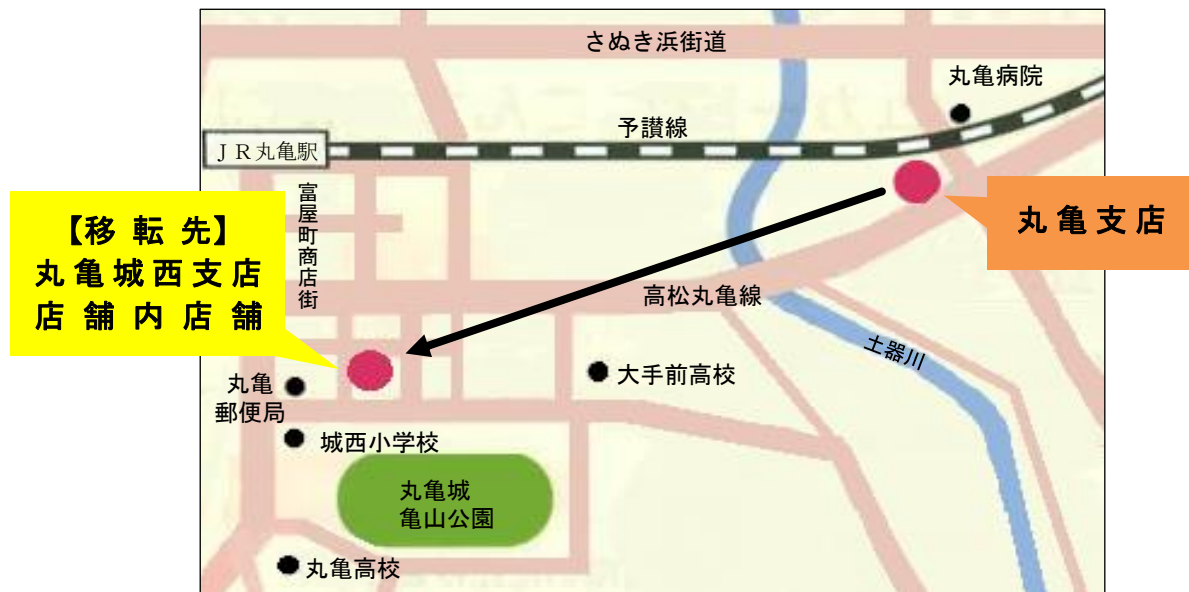 さぬき浜街道
丸亀病院
予讃線
ＪＲ丸亀駅
富屋町商店街
【移転先】
丸亀城西支店
店舗内店舗
丸亀支店
高松丸亀線
土器川
丸亀
郵便局
大手前高校
城西小学校
丸亀城
亀山公園
丸亀高校